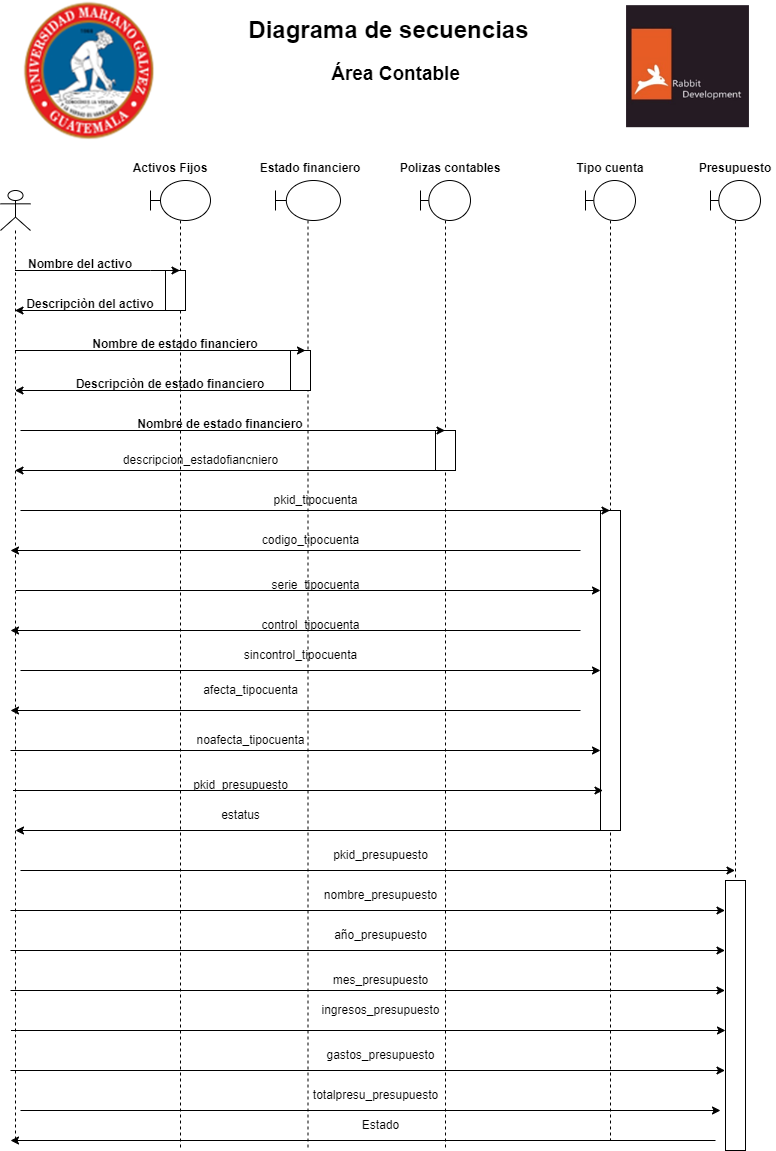 UNIVERSIDAD MARIANO GALVEZ
GUATEMALA
Diagrama de secuencias
Área Contable
Rabbit
Development
Activos Fijos
Estado financiero
Polizas contables
Tipo cuenta
Presupuesto
Nombre del activo
Descripciòn del activo
Nombre de estado financiero
Descripciòn de estado financiero
Nombre de estado financiero
descripcion_estadofiancniero
pkid_tipocuenta
codigo_tipocuenta
serie_tipocuenta
control_tipocuenta
sincontrol_tipocuenta
afecta_tipocuenta
noafecta_tipocuenta
pkid_presupuesto
estatus
pkid_presupuesto
nombre_presupuesto
año_presupuesto
mes_presupuesto
ingresos_presupuesto
gastos_presupuesto
totalpresu_presupuesto
Estado